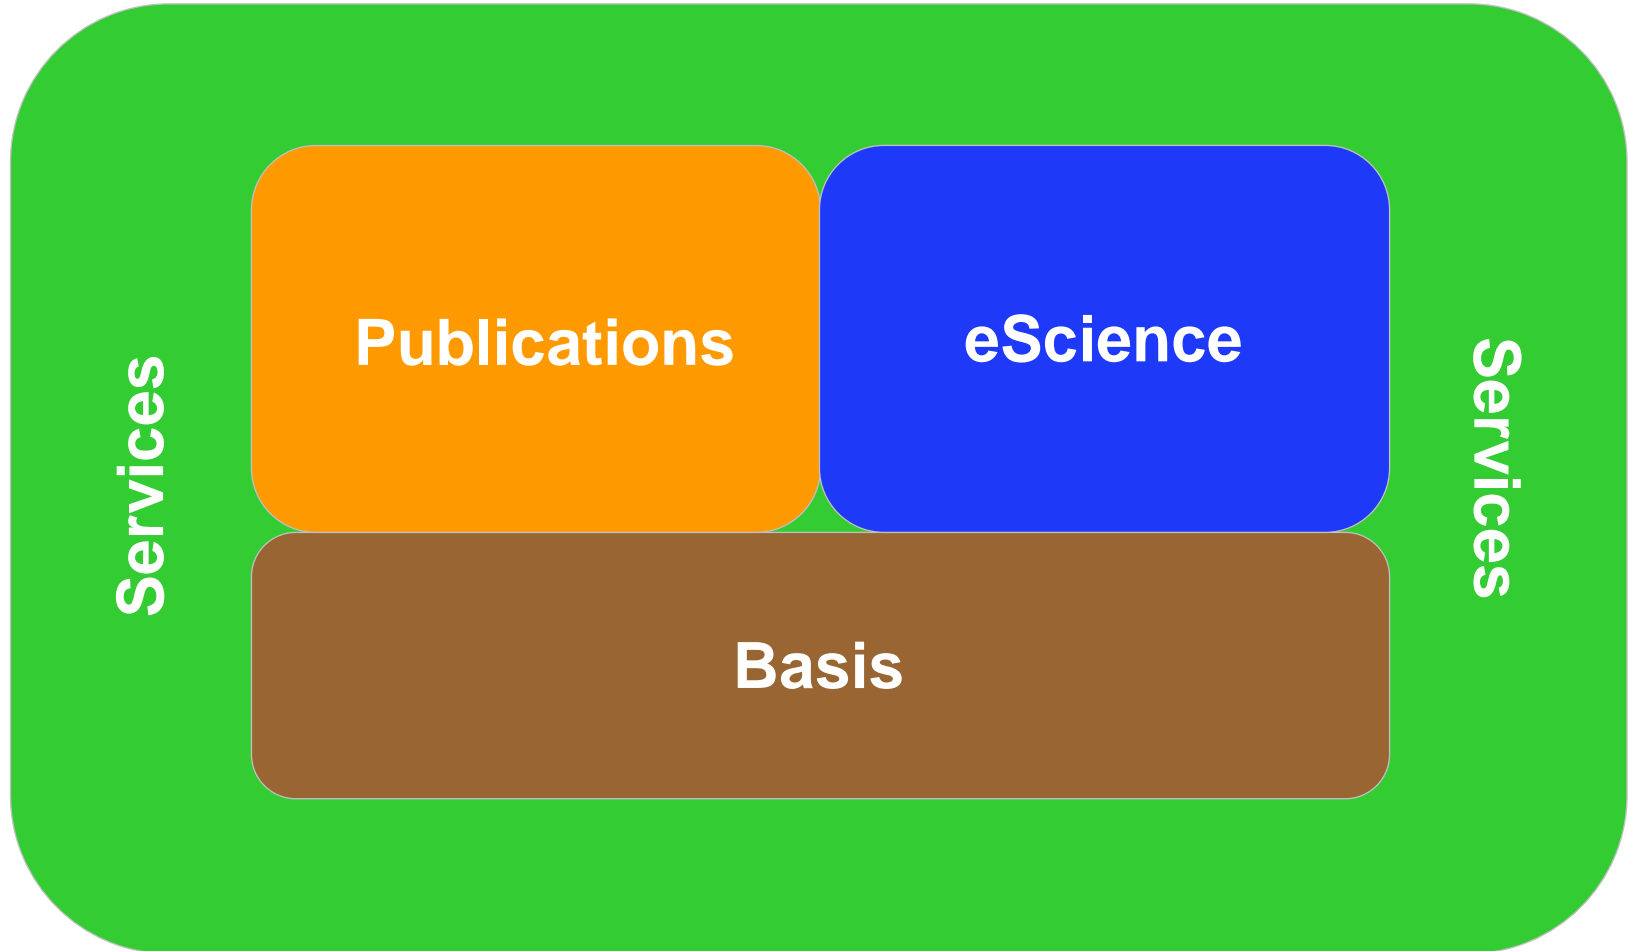 Services
Publications
eScience
Services
Basis